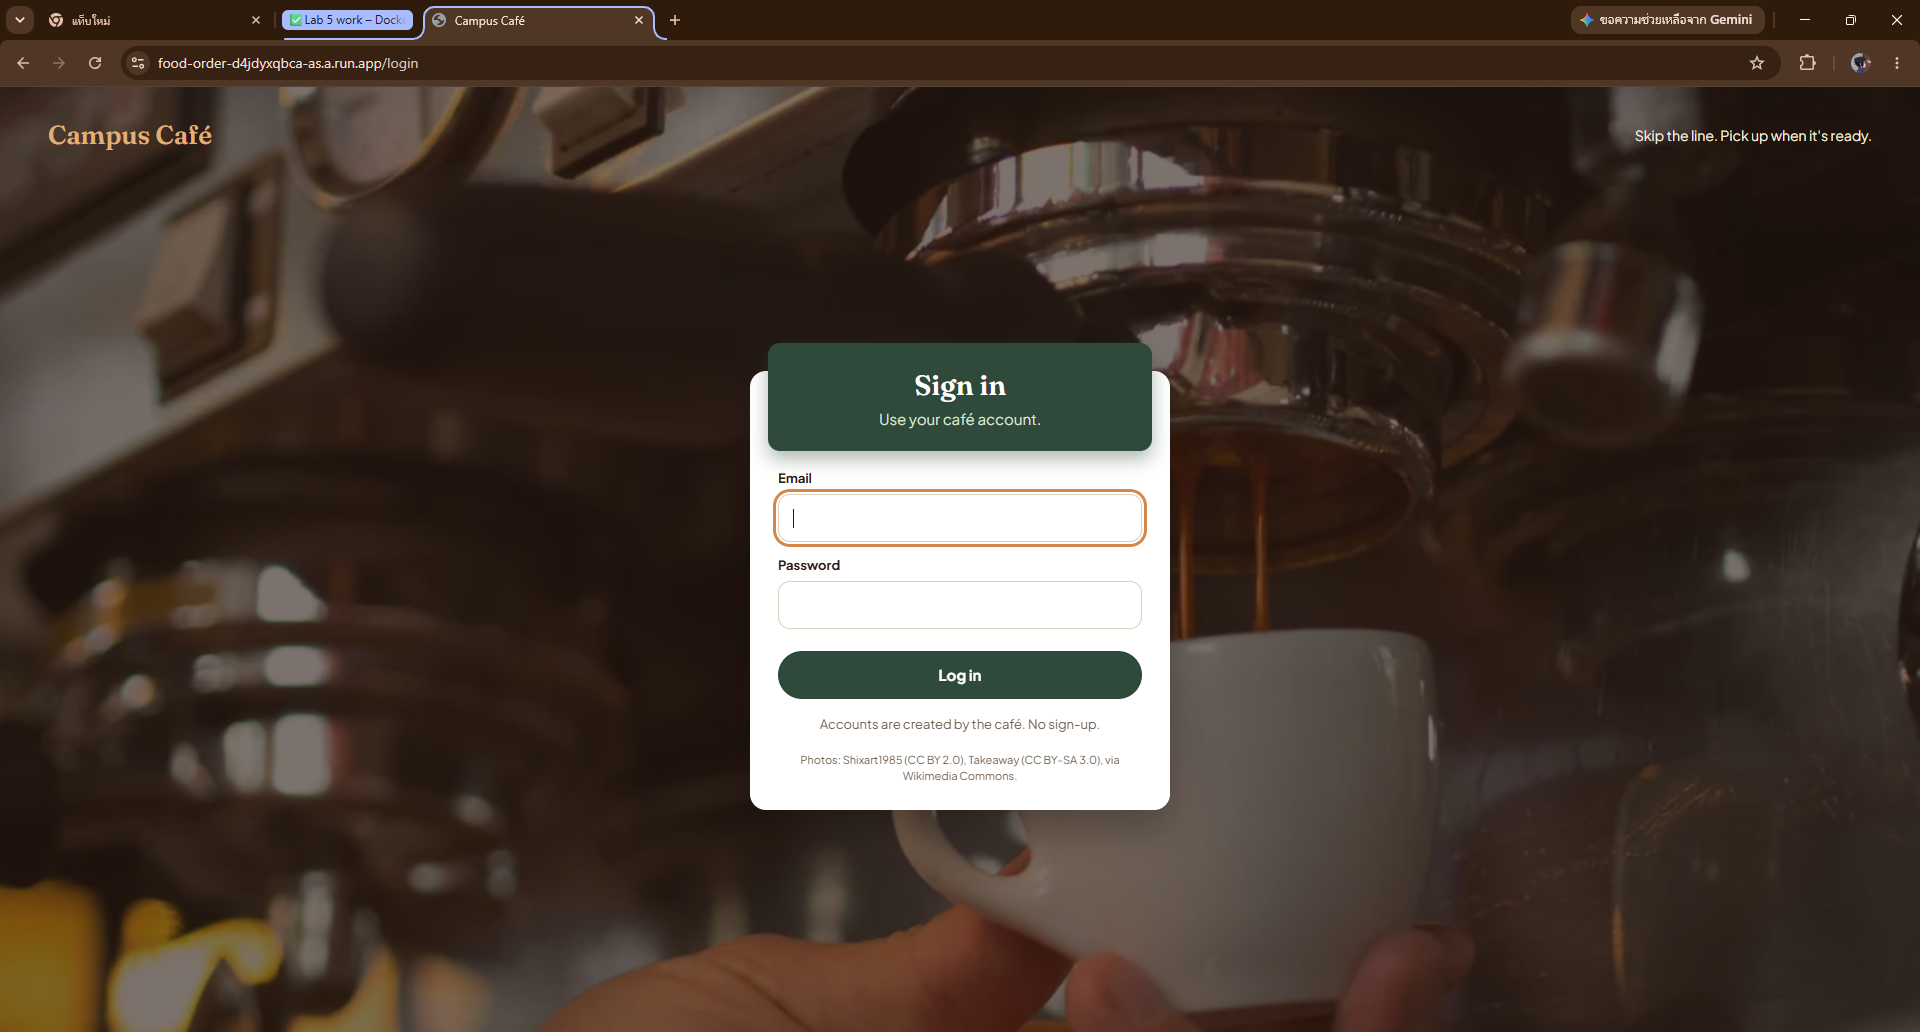 แท็บใหม่
✅ Lab 5 work – Docke
Campus Café
ขอความช่วยเหลือจาก Gemini
food-order-d4jdyxqbca-as.a.run.app/login
Campus Café
Skip the line. Pick up when it's ready.
Sign in
Use your café account.
Email
Password
Log in
Accounts are created by the café. No sign-up.
Photos: Shixart1985 (CC BY 2.0), Takeaway (CC BY-SA 3.0), via
Wikimedia Commons.